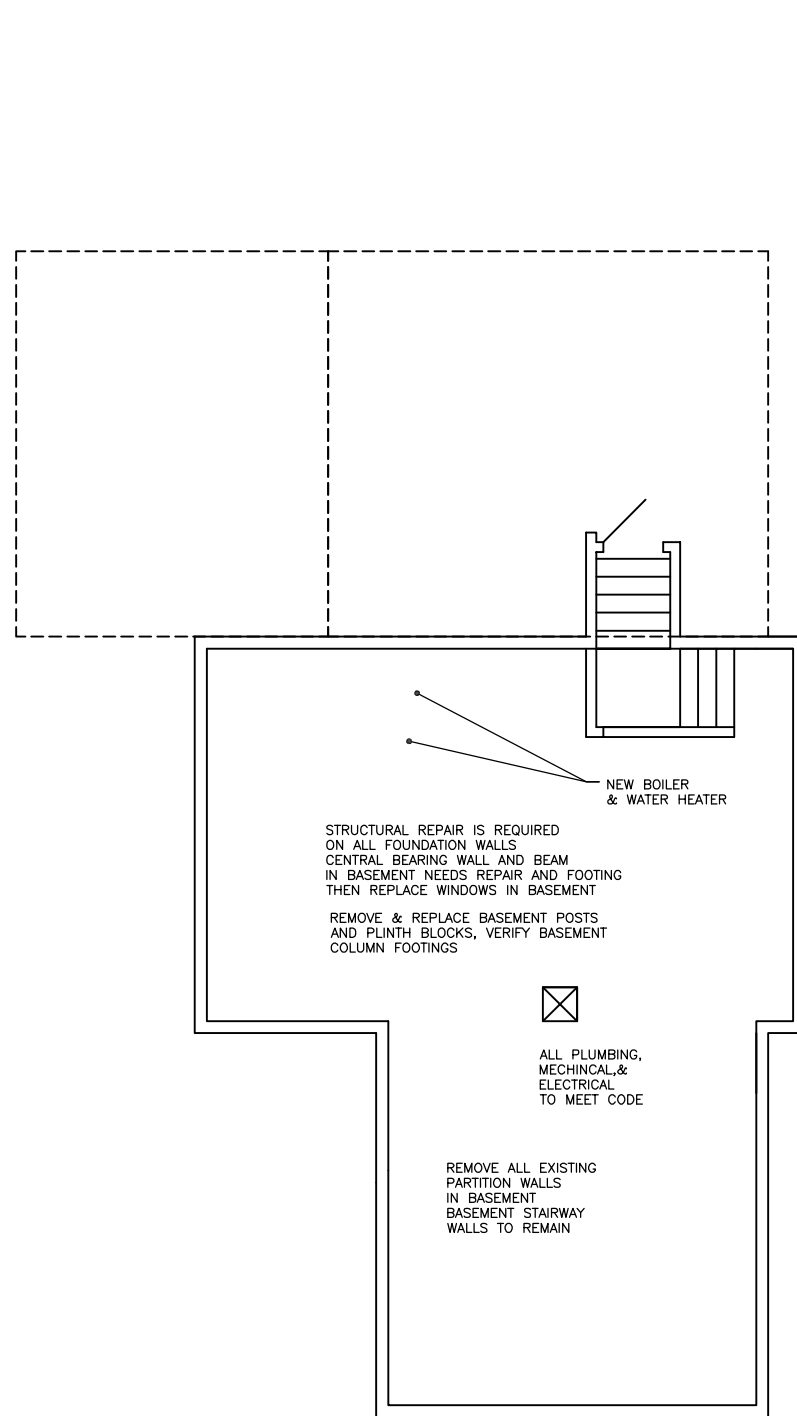 NEW BOILER
& WATER HEATER
STRUCTURAL REPAIR IS REQUIRED
ON ALL FOUNDATION WALLS
CENTRAL BEARING WALL AND BEAM
IN BASEMENT NEEDS REPAIR AND FOOTING
THEN REPLACE WINDOWS IN BASEMENT
REMOVE & REPLACE BASEMENT POSTS
AND PLINTH BLOCKS, VERIFY BASEMENT
COLUMN FOOTINGS
ALL PLUMBING,
MECHINCAL,&
ELECTRICAL
TO MEET CODE
REMOVE ALL EXISTING
PARTITION WALLS
IN BASEMENT
BASEMENT STAIRWAY
WALLS TO REMAIN